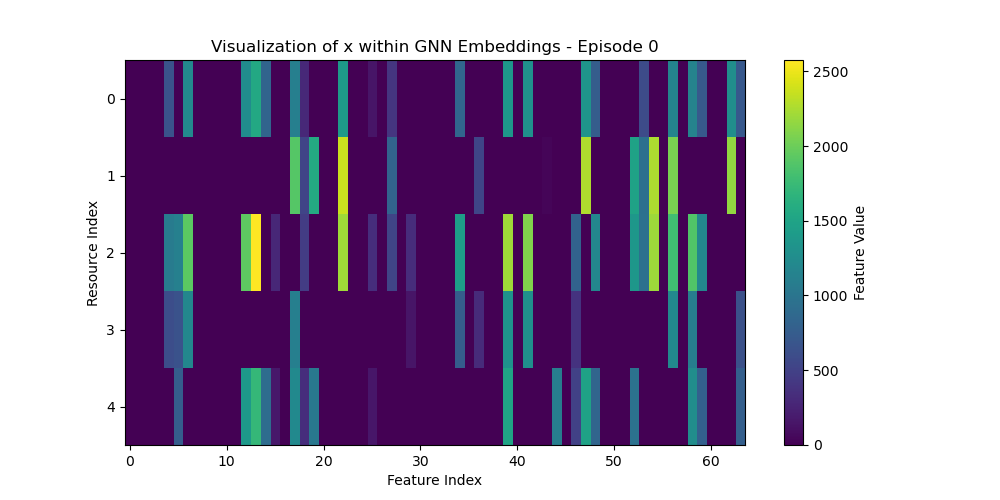 Visualization of x within GNN Embeddings - Episode 0
Resource Index
0
1
2
3
4
0 10 20 30 40 50 60
Feature Index
2500
2000
1500
1000
500
0
Feature Value